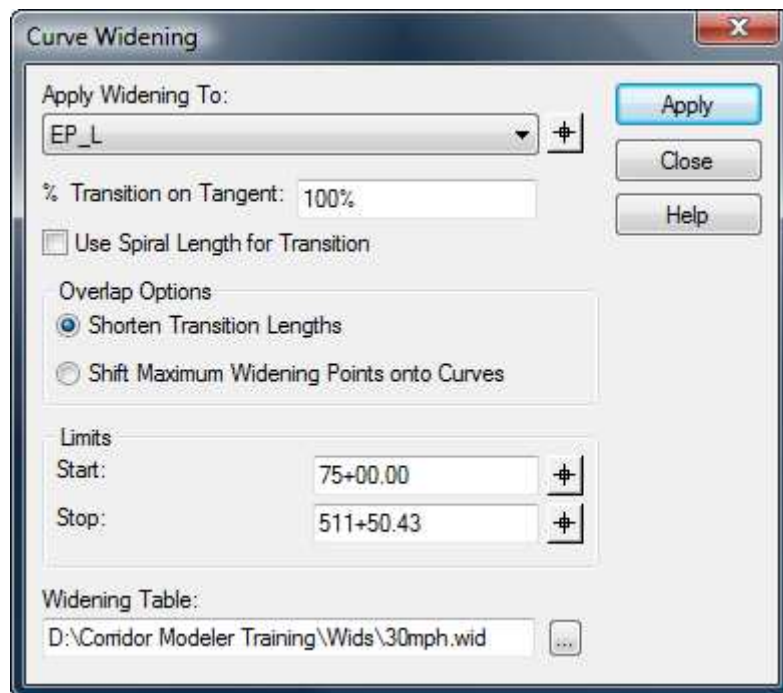 Curve Widening
Apply Widening To:
EP_L
% Transition on Tangent: 100%
Use Spiral Length for Transition
Overlap Options
Shorten Transition Lengths
Shift Maximum Widening Points onto Curves
Limits
Start: 75+00.00
Stop: 511+50.43
Widening Table:
D:\Corridor Modeler Training\Wids\30mph.wid ...
Apply
Close
Help